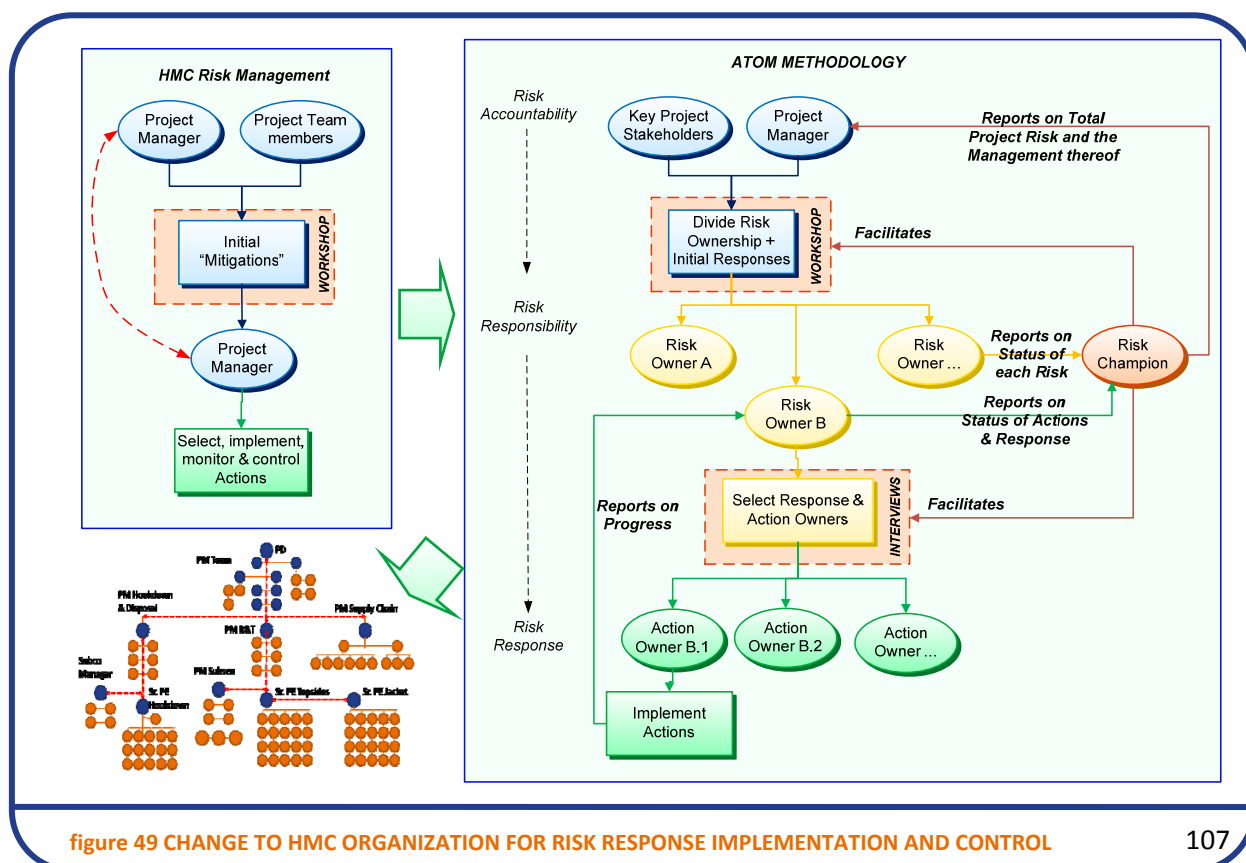 HMC Risk Management
Project
Manager
Project Team
members
Initial
“Mitigations”
WORKSHOP
Project
Manager
Select, implement,
monitor & control
Actions
ATOM METHODOLOGY
Risk
Accountability
Key Project
Stakeholders
Project
Manager
Reports on Total
Project Risk and the
Management thereof
Divide Risk
Ownership +
Initial Responses
WORKSHOP
Facilitates
Risk
Responsibility
Risk
Owner A
Risk
Owner ...
Reports on
Status of
each Risk
Risk
Champion
Risk
Owner B
Reports on
Status of Actions
& Response
Reports on
Progress
Select Response &
Action Owners
INTERVIEWS
Facilitates
Risk
Response
Action
Owner B.1
Action
Owner B.2
Action
Owner ...
Implement
Actions
PD
PM Team
PM Hookdown
& Disposal
PM Supply Chain
PM R&T
Subco
Manager
PM Subsea
Sr. PE
Hookdown
Sr. PE Topsides
Sr. PE Jacket
figure 49 CHANGE TO HMC ORGANIZATION FOR RISK RESPONSE IMPLEMENTATION AND CONTROL
107